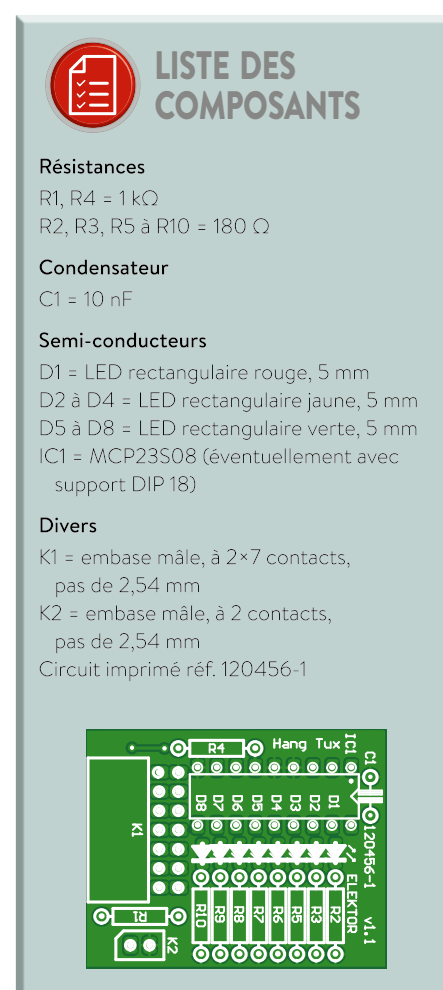 LISTE DES
COMPOSANTS
Résistances
R1, R4 = 1 kΩ
R2, R3, R5 à R10 = 180 Ω
Condensateur
C1 = 10 nF
Semi-conducteurs
D1 = LED rectangulaire rouge, 5 mm
D2 à D4 = LED rectangulaire jaune, 5 mm
D5 à D8 = LED rectangulaire verte, 5 mm
IC1 = MCP23S08 (éventuellement avec
support DIP 18)
Divers
K1 = embase mâle, à 2×7 contacts,
pas de 2,54 mm
K2 = embase mâle, à 2 contacts,
pas de 2,54 mm
Circuit imprimé réf. 120456-1
R4
Hang Tux
IC1
C1
D8 D7 D6 D5 D4 D3 D2 D1
K1
120456-1 v1.1
ELEKTOR
R10 R9 R8 R7 R6 R5 R3 R2
R1
K2